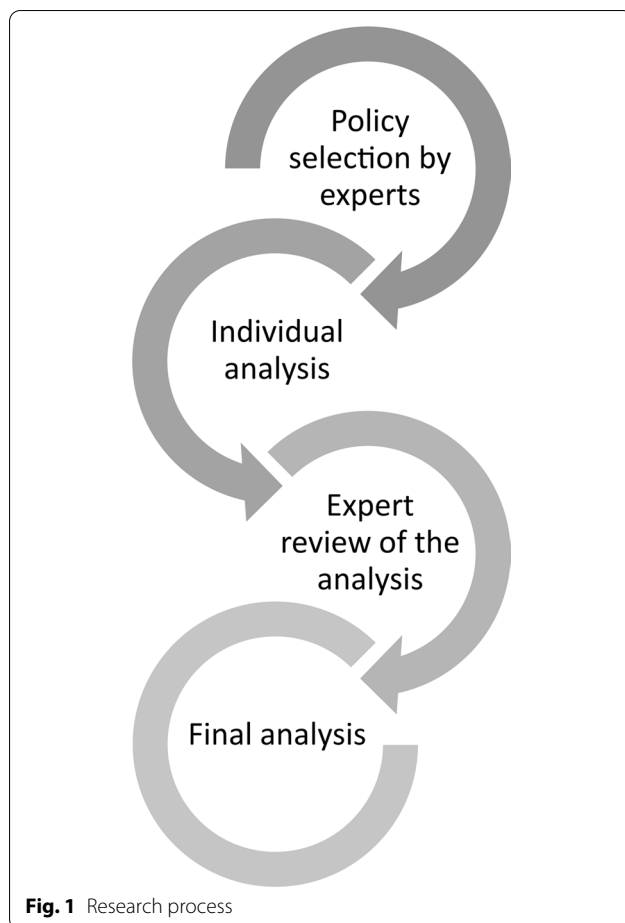 Policy
selection by
experts
Individual
analysis
Expert
review of the
analysis
Final analysis
Fig. 1 Research process